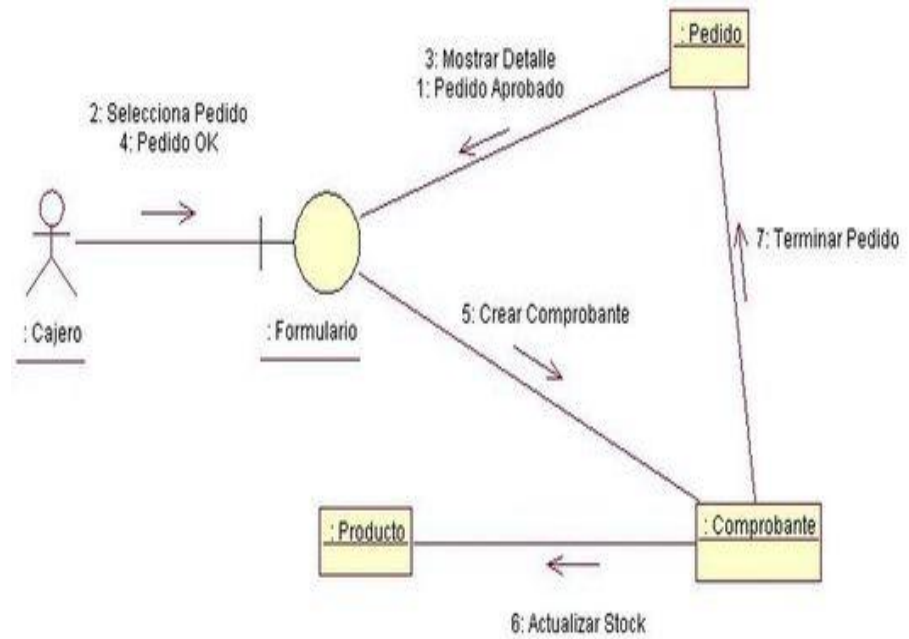 : Pedido
3: Mostrar Detalle
1: Pedido Aprobado
2: Selecciona Pedido
4: Pedido OK
7: Terminar Pedido
: Cajero
: Formulario
5: Crear Comprobante
: Producto
: Comprobante
6: Actualizar Stock